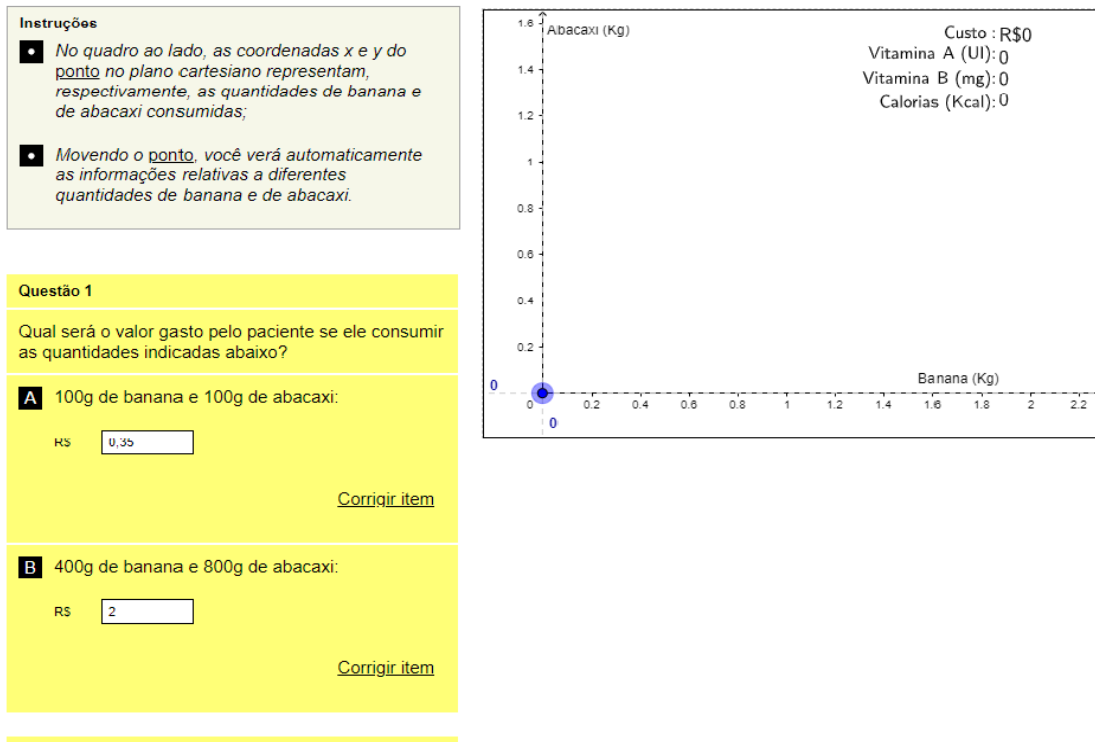 Instruções
No quadro ao lado, as coordenadas x e y do
ponto no plano cartesiano representam,
respectivamente, as quantidades de banana e
de abacaxi consumidas;
Movendo o ponto, você verá automaticamente
as informações relativas a diferentes
quantidades de banana e de abacaxi.
Questão 1
Qual será o valor gasto pelo paciente se ele consumir
as quantidades indicadas abaixo?
A 100g de banana e 100g de abacaxi:
R$ 0,35
Corrigir item
B 400g de banana e 800g de abacaxi:
R$ 2
Corrigir item
Abacaxi (Kg)
Custo : R$0
Vitamina A (UI): 0
Vitamina B (mg): 0
Calorias (Kcal): 0
1.6
1.4
1.2
1
0.8
0.6
0.4
0.2
0
Banana (Kg)
0 0.2 0.4 0.6 0.8 1 1.2 1.4 1.6 1.8 2 2.2
0